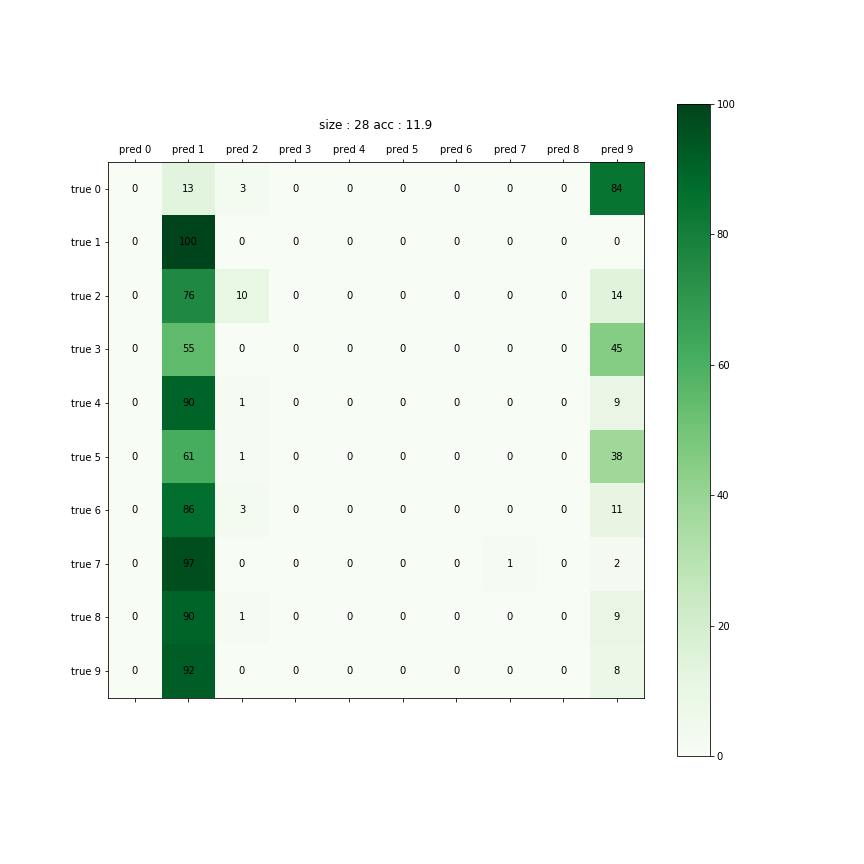 size : 28 acc : 11.9
pred 0 pred 1 pred 2 pred 3 pred 4 pred 5 pred 6 pred 7 pred 8 pred 9
true 0 0 13 3 0 0 0 0 0 0 84
true 1 0 100 0 0 0 0 0 0 0 0
true 2 0 76 10 0 0 0 0 0 0 14
true 3 0 55 0 0 0 0 0 0 0 45
true 4 0 90 1 0 0 0 0 0 0 9
true 5 0 61 1 0 0 0 0 0 0 38
true 6 0 86 3 0 0 0 0 0 0 11
true 7 0 97 0 0 0 0 0 1 0 2
true 8 0 90 1 0 0 0 0 0 0 9
true 9 0 92 0 0 0 0 0 0 0 8
100
80
60
40
20
0